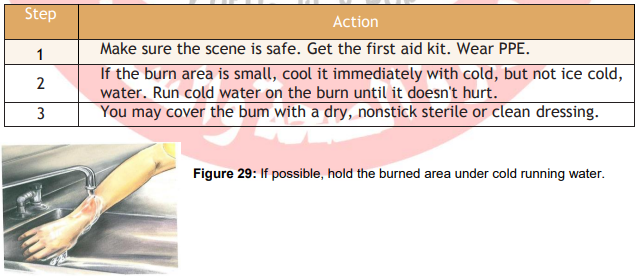 Step Action
1 Make sure the scene is safe. Get the first aid kit. Wear PPE.
2 If the burn area is small, cool it immediately with cold, but not ice cold,
water. Run cold water on the burn until it doesn't hurt.
3 You may cover the bum with a dry, nonstick sterile or clean dressing.
Figure 29: If possible, hold the burned area under cold running water.